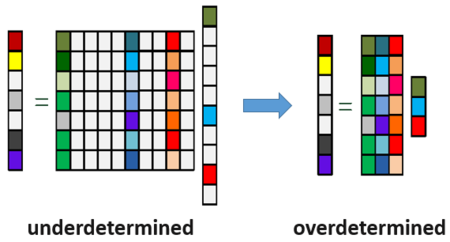 =
=
underdetermined
overdetermined